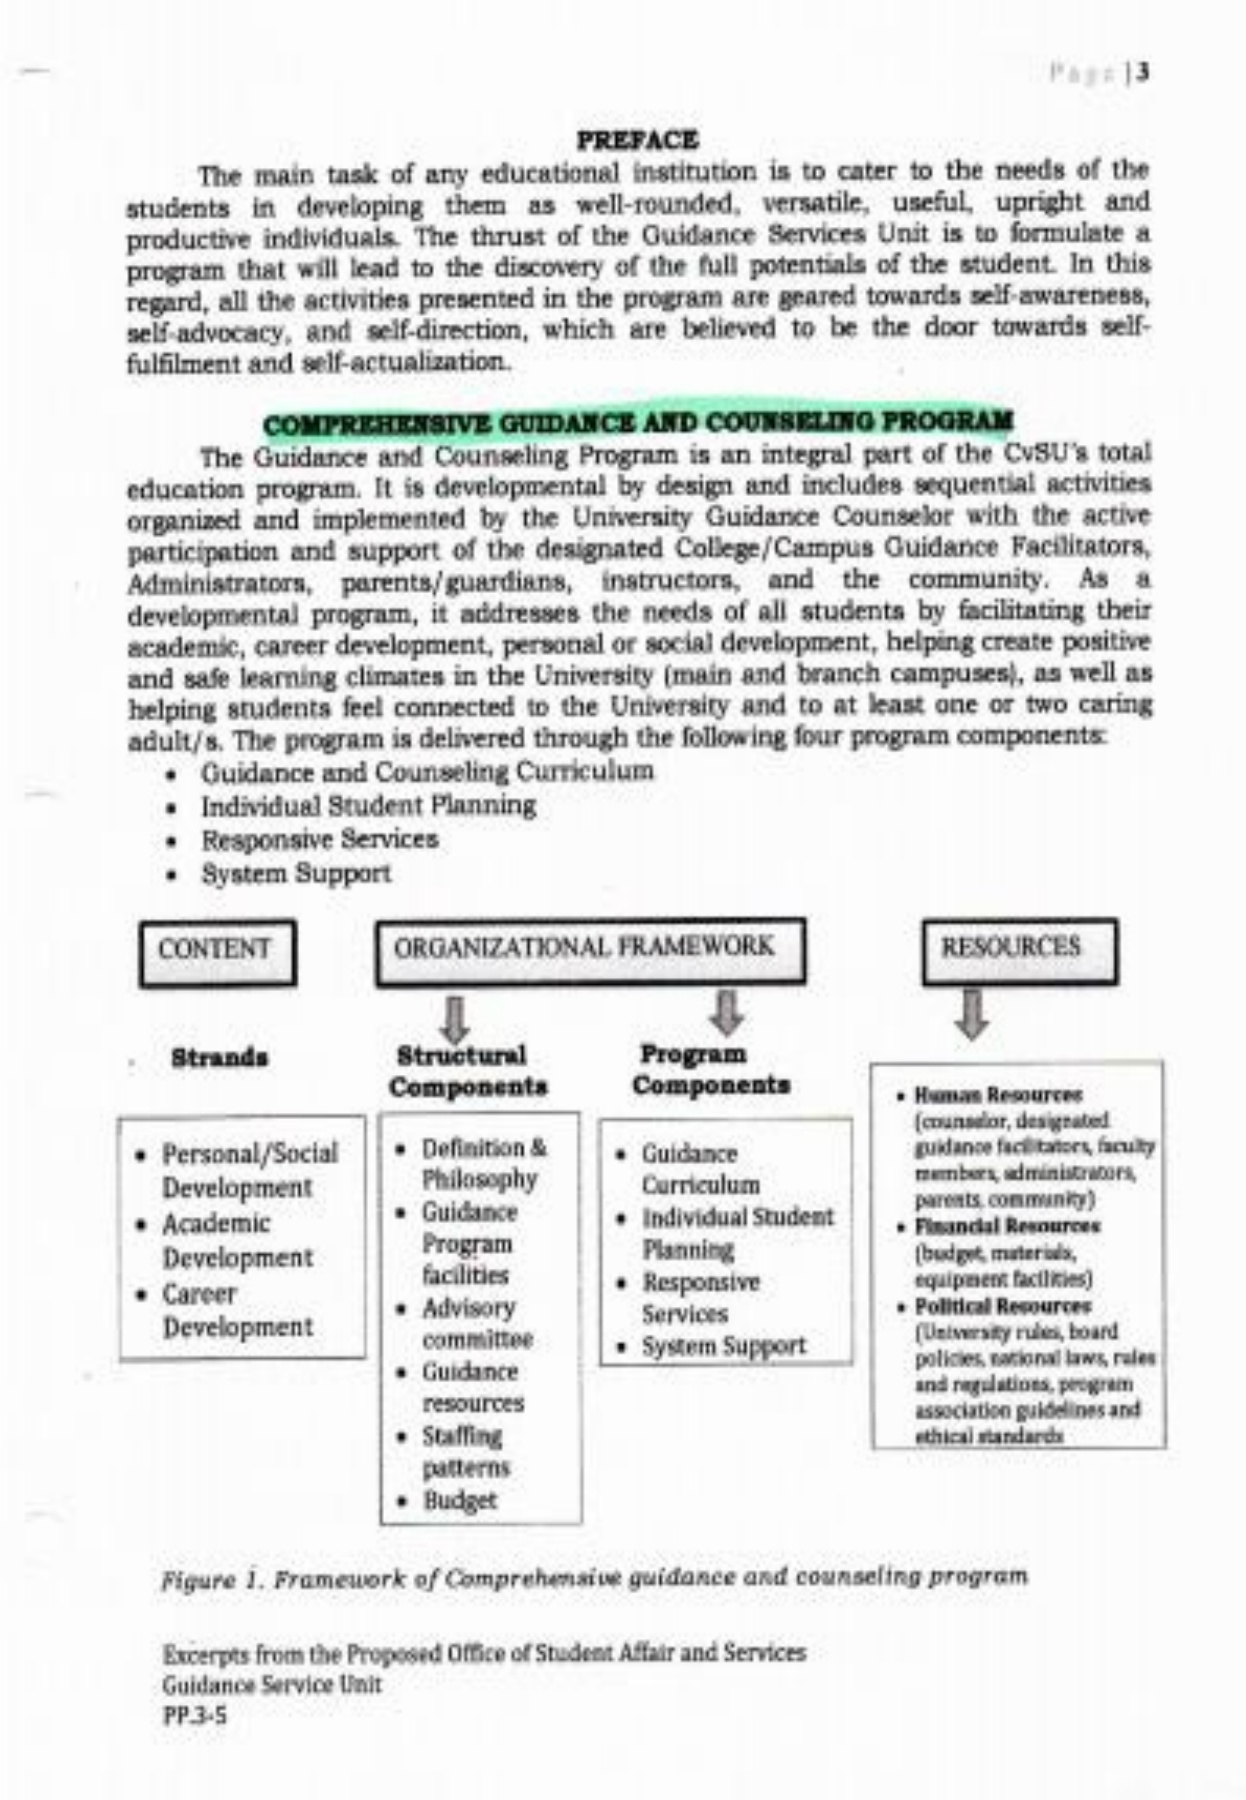 Page | 3
PREFACE
The main task of any educational institution is to cater to the needs of the
students in developing them as well-rounded, versatile, useful, upright and
productive individuals. The thrust of the Guidance Services Unit is to formulate a
program that will lead to the discovery of the full potentials of the student. In this
regard, all the activities presented in the program are geared towards self-awareness,
self-advocacy, and self-direction, which are believed to be the door towards self-
fulfilment and self-actualization.
COMPREHENSIVE GUIDANCE AND COUNSELING PROGRAM
The Guidance and Counseling Program is an integral part of the CvSU's total
education program. It is developmental by design and includes sequential activities
organized and implemented by the University Guidance Counselor with the active
participation and support of the designated College/Campus Guidance Facilitators,
Administrators, parents/guardians, instructors, and the community. As a
developmental program, it addresses the needs of all students by facilitating their
academic, career development, personal or social development, helping create positive
and safe learning climates in the University (main and branch campuses), as well as
helping students feel connected to the University and to at least one or two caring
adult/s. The program is delivered through the following four program components:
• Guidance and Counseling Curriculum
• Individual Student Planning
• Responsive Services
• System Support
CONTENT
ORGANIZATIONAL FRAMEWORK
RESOURCES
Strands
• Personal/Social
Development
• Academic
Development
• Career
Development
Structural
Components
• Definition &
Philosophy
• Guidance
Program
facilities
• Advisory
committee
• Guidance
resources
• Staffing
patterns
• Budget
Program
Components
• Guidance
Curriculum
• Individual Student
Planning
• Responsive
Services
• System Support
• Human Resources
(counselor, designated
guidance facilitators, faculty
members, administrators,
parents, community)
• Financial Resources
(budget, materials,
equipment facilities)
• Political Resources
(University rules, board
policies, national laws, rules
and regulations, program
association guidelines and
ethical standards
Figure 1. Framework of Comprehensive guidance and counseling program
Excerpts from the Proposed Office of Student Affair and Services
Guidance Service Unit
PP.3-5